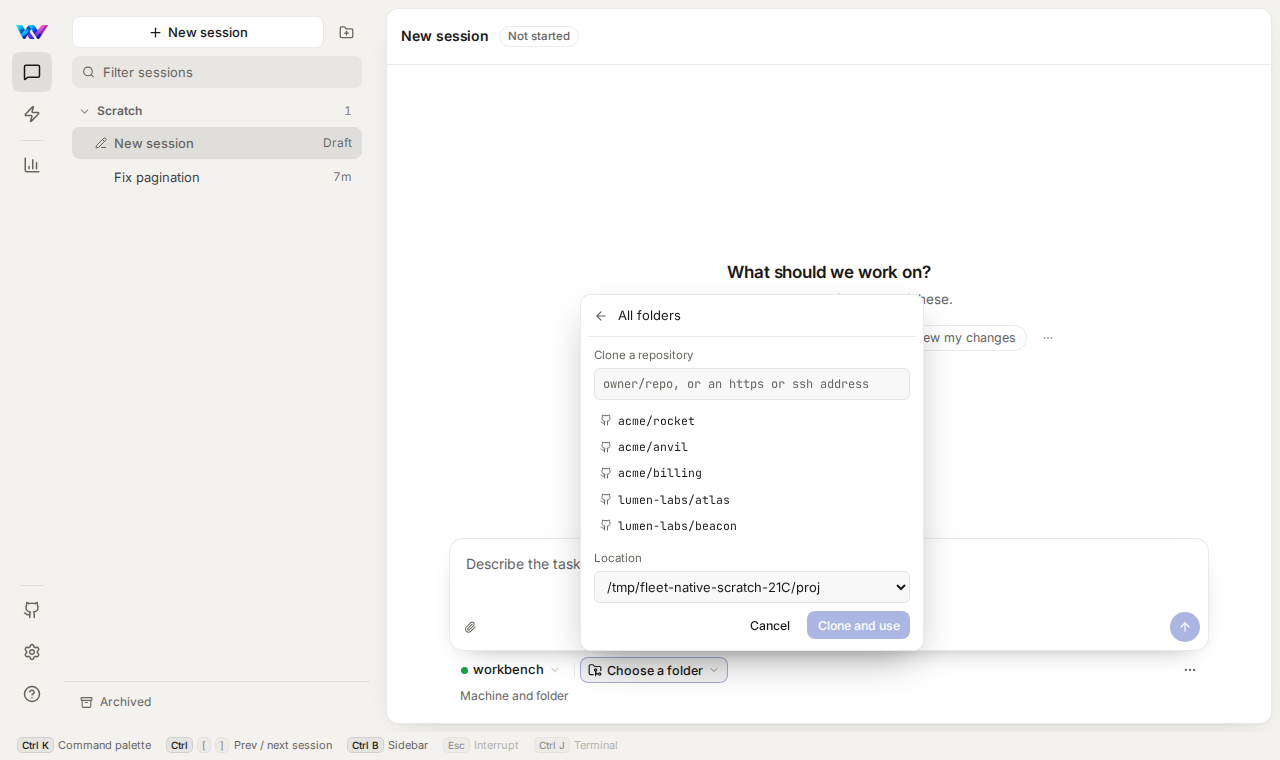 New session
Filter sessions
Scratch 1
New session Draft
Fix pagination 7m
Archived
New session Not started
What should we work on?
hese.
ew my changes
All folders
Clone a repository
owner/repo, or an https or ssh address
acme/rocket
acme/anvil
acme/billing
lumen-labs/atlas
lumen-labs/beacon
Location
/tmp/fleet-native-scratch-21C/proj
Cancel Clone and use
Describe the task
workbench Choose a folder
Machine and folder
Ctrl K Command palette Ctrl [ ] Prev / next session Ctrl B Sidebar Esc Interrupt Ctrl J Terminal